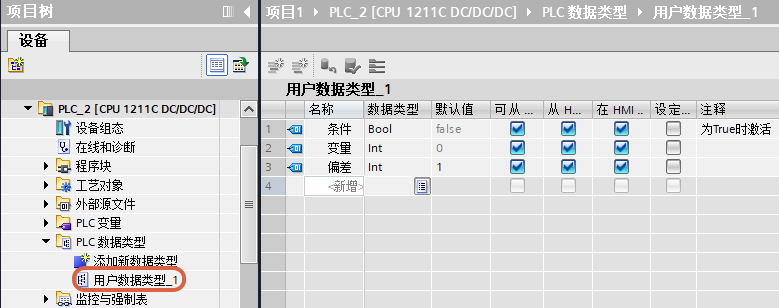 项目树
设备
PLC_2 [CPU 1211C DC/DC/DC]
设备组态
在线和诊断
程序块
工艺对象
外部源文件
PLC 变量
PLC 数据类型
添加新数据类型
用户数据类型_1
监控与强制表
项目1 PLC_2 [CPU 1211C DC/DC/DC] PLC 数据类型 用户数据类型_1
用户数据类型_1
名称 数据类型 默认值 可从 ... 从 H... 在 HMI ... 设定... 注释
1 条件 Bool false 为True时激活
2 变量 Int 0
3 偏差 Int 1
4 <新增>